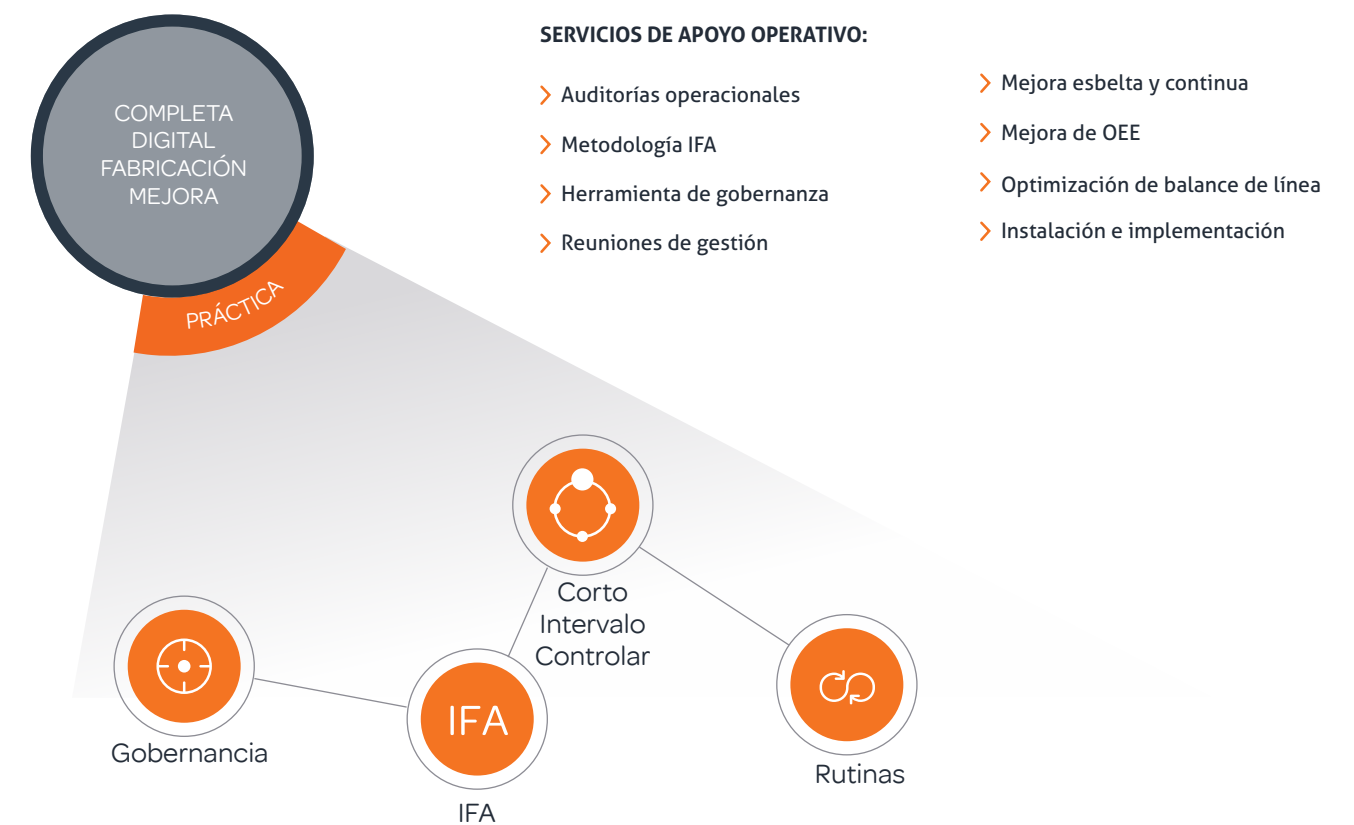 COMPLETA
DIGITAL
FABRICACIÓN
MEJORA
PRÁCTICA
SERVICIOS DE APOYO OPERATIVO:
Auditorías operacionales
Metodología IFA
Herramienta de gobernanza
Reuniones de gestión
Mejora esbelta y continua
Mejora de OEE
Optimización de balance de línea
Instalación e implementación
Gobernancia
IFA
IFA
Corto
Intervalo
Controlar
Rutinas